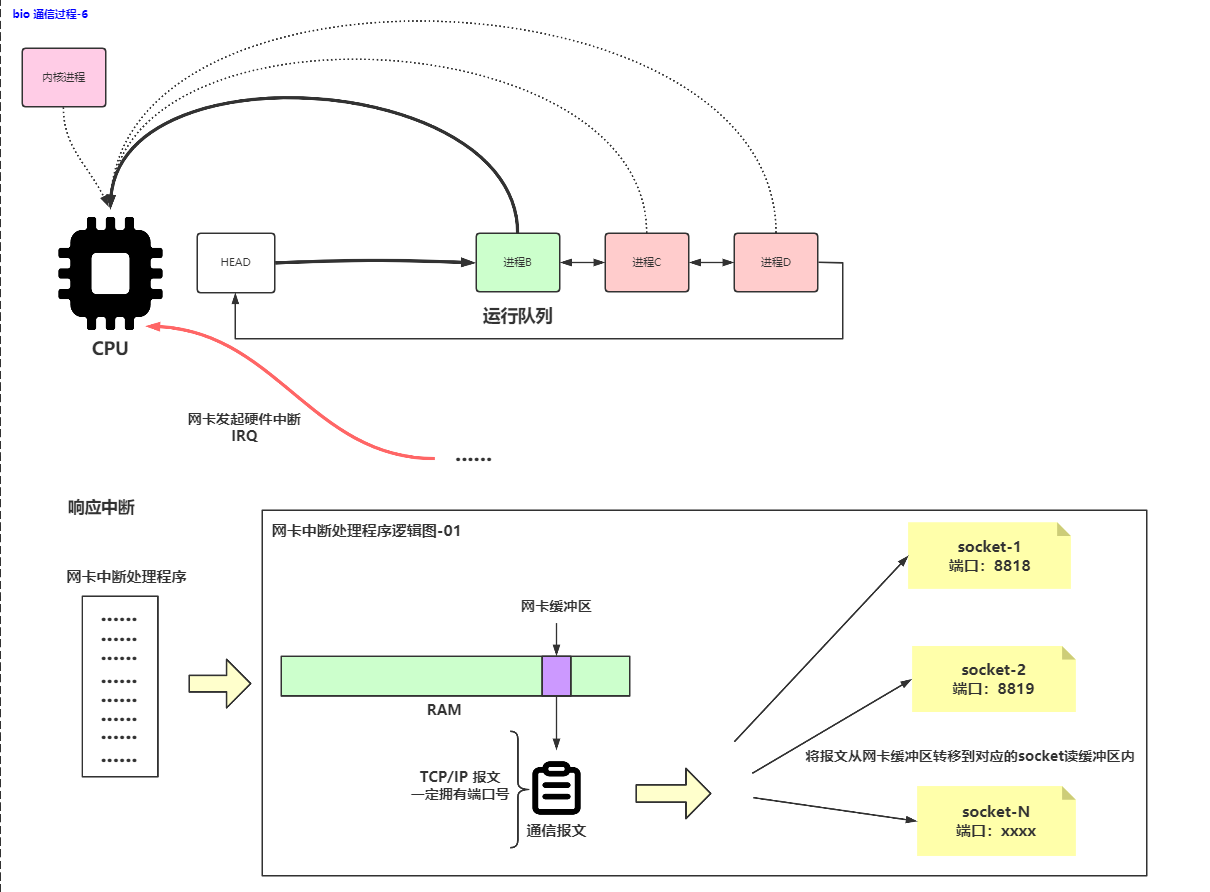 bio 通信过程-6
内核进程
HEAD
进程B
进程C
进程D
运行队列
CPU
网卡发起硬件中断
IRQ
······
响应中断
网卡中断处理程序
······
······
······
······
······
······
······
······
网卡中断处理程序逻辑图-01
网卡缓冲区
RAM
TCP/IP 报文
一定拥有端口号
通信报文
socket-1
端口：8818
socket-2
端口：8819
将报文从网卡缓冲区转移到对应的socket读缓冲区内
socket-N
端口：xxxx